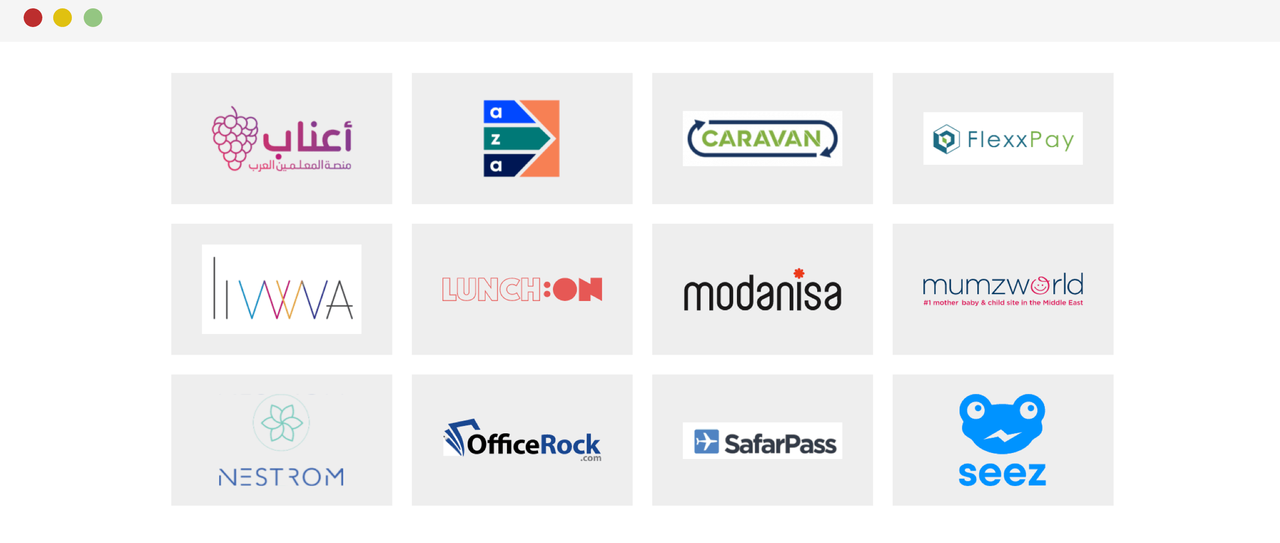 أعناب
منصة المعلمين العرب
a
z
a
CARAVAN
FlexxPay
liwwa
LUNCH:ON
modanisa
mumzworld
#1 mother baby & child site in the Middle East
NESTROM
OfficeRock
.com
SafarPass
seez